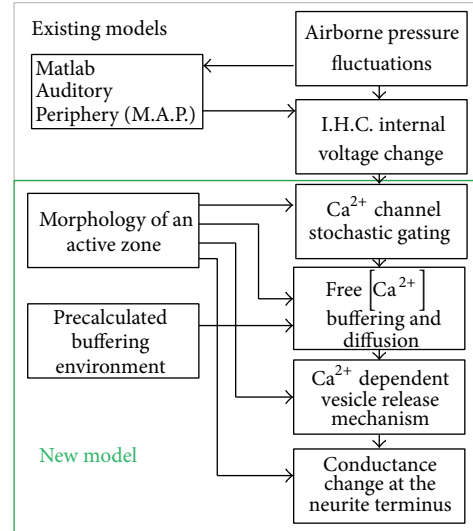 Existing models
Airborne pressure
fluctuations
Matlab
Auditory
Periphery (M.A.P.)
I.H.C. internal
voltage change
Morphology of an
active zone
Ca²⁺ channel
stochastic gating
Free [Ca²⁺]
buffering and
diffusion
Precalculated
buffering
environment
Ca²⁺ dependent
vesicle release
mechanism
New model
Conductance
change at the
neurite terminus